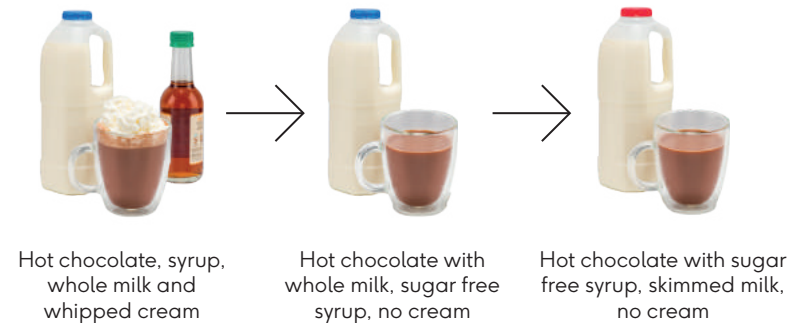 Hot chocolate, syrup,
whole milk and
whipped cream
Hot chocolate with
whole milk, sugar free
syrup, no cream
Hot chocolate with sugar
free syrup, skimmed milk,
no cream